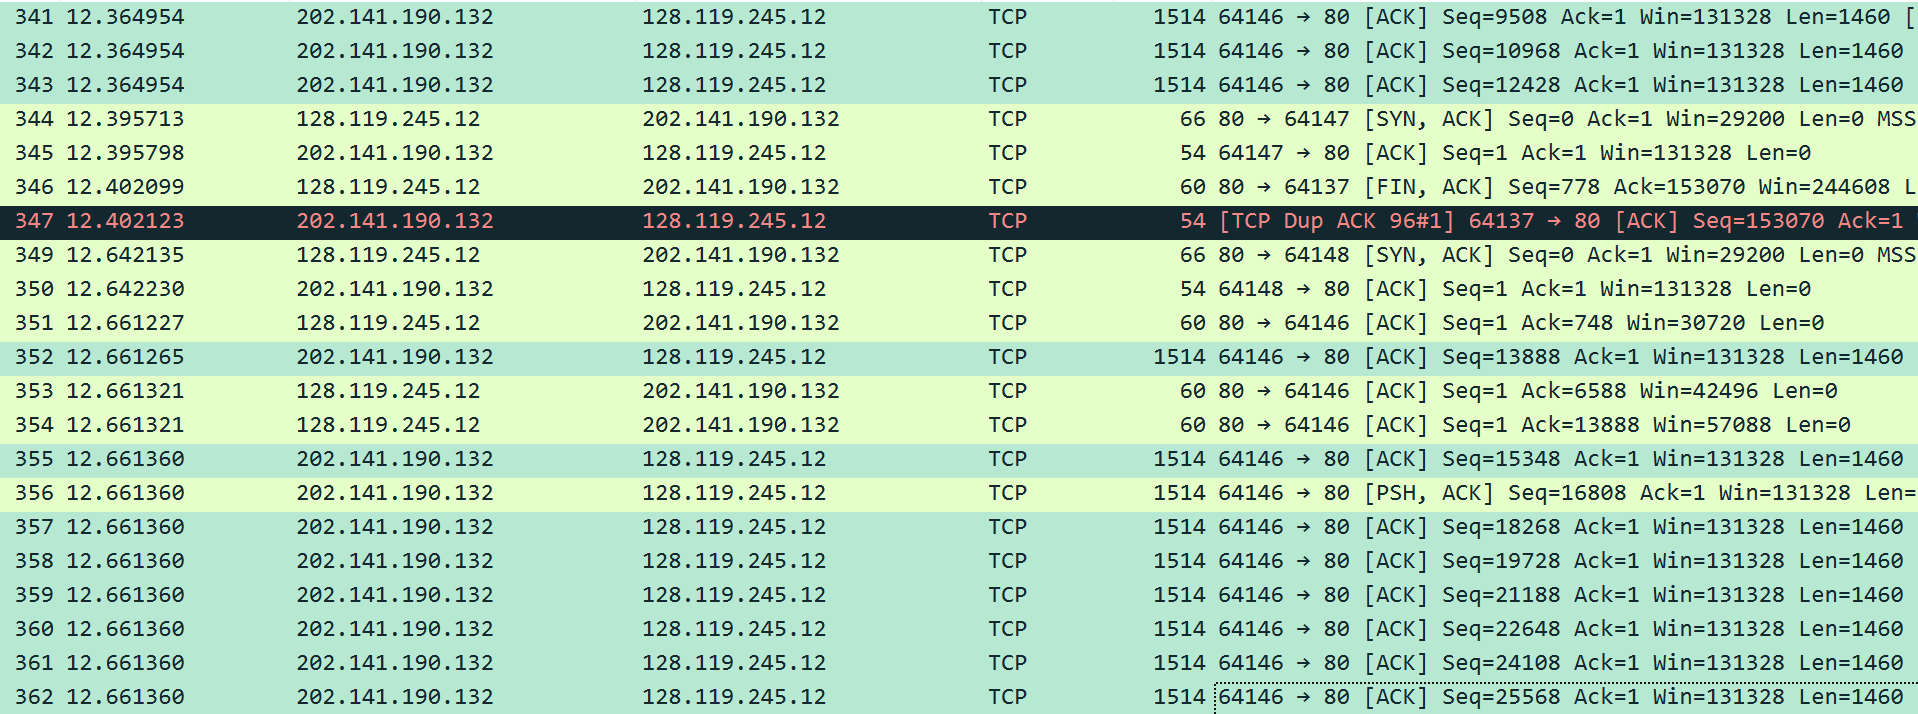 341 12.364954 202.141.190.132 128.119.245.12 TCP 1514 64146 → 80 [ACK] Seq=9508 Ack=1 Win=131328 Len=1460 [
342 12.364954 202.141.190.132 128.119.245.12 TCP 1514 64146 → 80 [ACK] Seq=10968 Ack=1 Win=131328 Len=1460
343 12.364954 202.141.190.132 128.119.245.12 TCP 1514 64146 → 80 [ACK] Seq=12428 Ack=1 Win=131328 Len=1460
344 12.395713 128.119.245.12 202.141.190.132 TCP 66 80 → 64147 [SYN, ACK] Seq=0 Ack=1 Win=29200 Len=0 MSS
345 12.395798 202.141.190.132 128.119.245.12 TCP 54 64147 → 80 [ACK] Seq=1 Ack=1 Win=131328 Len=0
346 12.402099 128.119.245.12 202.141.190.132 TCP 60 80 → 64137 [FIN, ACK] Seq=778 Ack=153070 Win=244608 L
347 12.402123 202.141.190.132 128.119.245.12 TCP 54 [TCP Dup ACK 96#1] 64137 → 80 [ACK] Seq=153070 Ack=1
349 12.642135 128.119.245.12 202.141.190.132 TCP 66 80 → 64148 [SYN, ACK] Seq=0 Ack=1 Win=29200 Len=0 MSS
350 12.642230 202.141.190.132 128.119.245.12 TCP 54 64148 → 80 [ACK] Seq=1 Ack=1 Win=131328 Len=0
351 12.661227 128.119.245.12 202.141.190.132 TCP 60 80 → 64146 [ACK] Seq=1 Ack=748 Win=30720 Len=0
352 12.661265 202.141.190.132 128.119.245.12 TCP 1514 64146 → 80 [ACK] Seq=13888 Ack=1 Win=131328 Len=1460
353 12.661321 128.119.245.12 202.141.190.132 TCP 60 80 → 64146 [ACK] Seq=1 Ack=6588 Win=42496 Len=0
354 12.661321 128.119.245.12 202.141.190.132 TCP 60 80 → 64146 [ACK] Seq=1 Ack=13888 Win=57088 Len=0
355 12.661360 202.141.190.132 128.119.245.12 TCP 1514 64146 → 80 [ACK] Seq=15348 Ack=1 Win=131328 Len=1460
356 12.661360 202.141.190.132 128.119.245.12 TCP 1514 64146 → 80 [PSH, ACK] Seq=16808 Ack=1 Win=131328 Len=
357 12.661360 202.141.190.132 128.119.245.12 TCP 1514 64146 → 80 [ACK] Seq=18268 Ack=1 Win=131328 Len=1460
358 12.661360 202.141.190.132 128.119.245.12 TCP 1514 64146 → 80 [ACK] Seq=19728 Ack=1 Win=131328 Len=1460
359 12.661360 202.141.190.132 128.119.245.12 TCP 1514 64146 → 80 [ACK] Seq=21188 Ack=1 Win=131328 Len=1460
360 12.661360 202.141.190.132 128.119.245.12 TCP 1514 64146 → 80 [ACK] Seq=22648 Ack=1 Win=131328 Len=1460
361 12.661360 202.141.190.132 128.119.245.12 TCP 1514 64146 → 80 [ACK] Seq=24108 Ack=1 Win=131328 Len=1460
362 12.661360 202.141.190.132 128.119.245.12 TCP 1514 64146 → 80 [ACK] Seq=25568 Ack=1 Win=131328 Len=1460